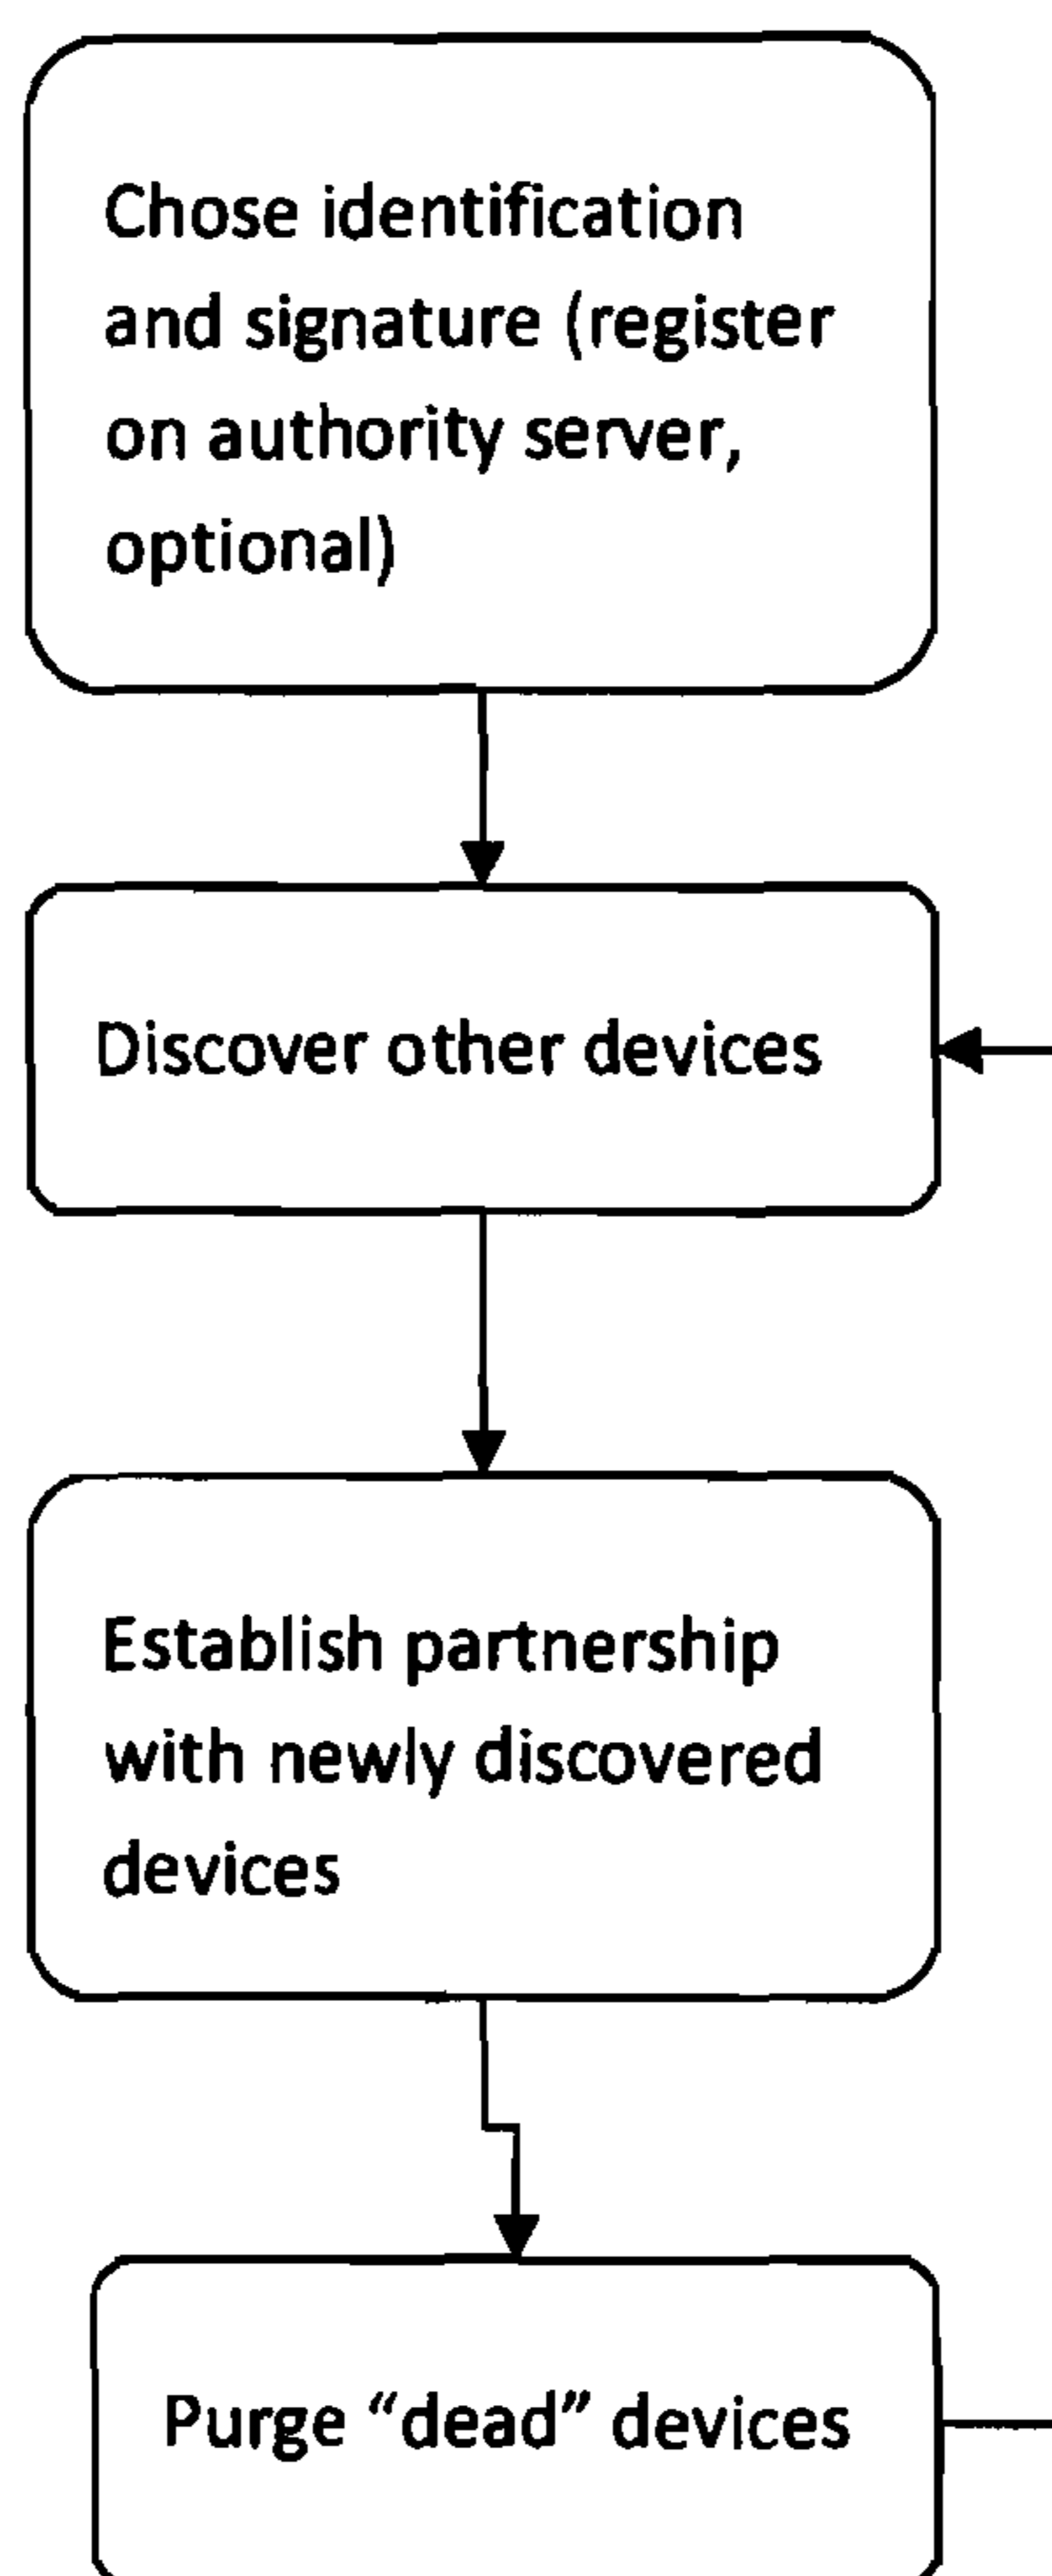 Chose identification
and signature (register
on authority server,
optional)
Discover other devices
Establish partnership
with newly discovered
devices
Purge “dead” devices